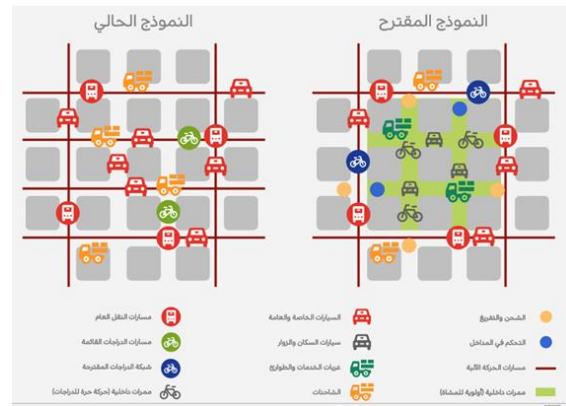 النموذج المقترح
النموذج الحالي
الشحن والتفريغ
السيارات الخاصة والعامة
مسارات النقل العام
التحكم في المداخل
سيارات السكان والزوار
مسارات الدراجات القائمة
مسارات الحركة الآلية
عربات الخدمات والطوارئ
شبكة الدراجات المقترحة
ممرات داخلية (أولوية للمشاة)
الشاحنات
ممرات داخلية (حركة حرة للدراجات)